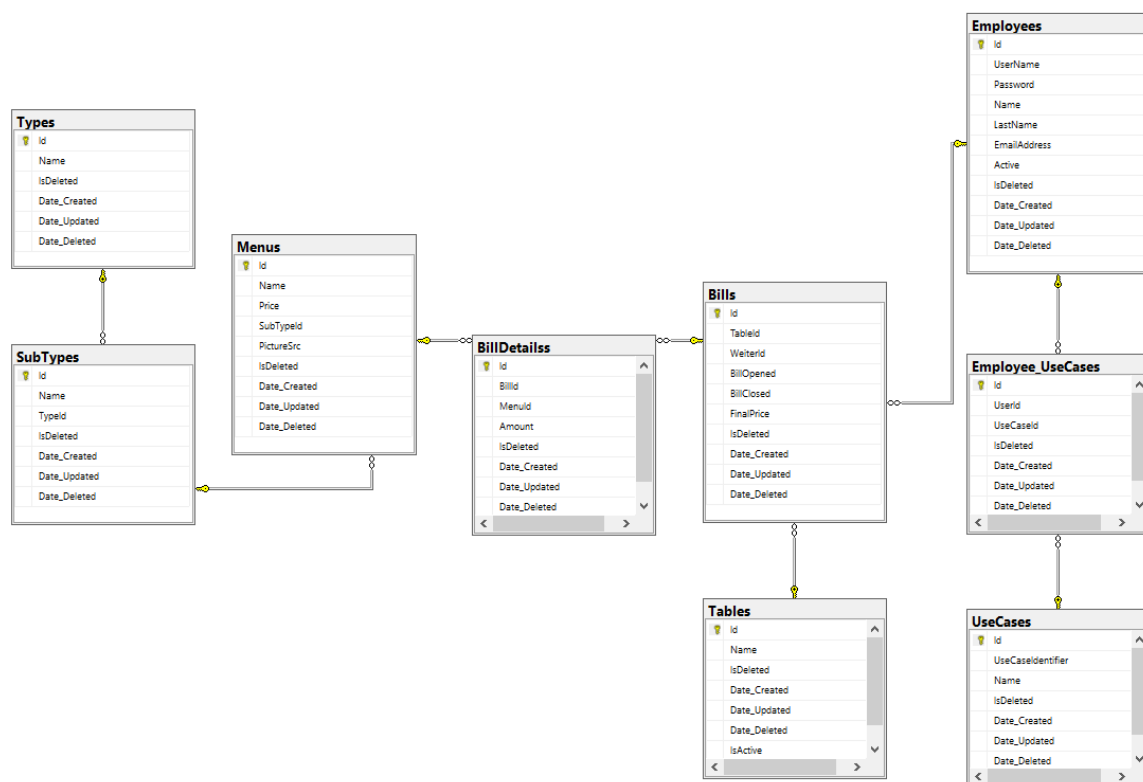 Types
Id
Name
IsDeleted
Date_Created
Date_Updated
Date_Deleted
SubTypes
Id
Name
TypeId
IsDeleted
Date_Created
Date_Updated
Date_Deleted
Menus
Id
Name
Price
SubTypeId
PictureSrc
IsDeleted
Date_Created
Date_Updated
Date_Deleted
BillDetailss
Id
BillId
MenuId
Amount
IsDeleted
Date_Created
Date_Updated
Date_Deleted
Bills
Id
TableId
WeiterId
BillOpened
BillClosed
FinalPrice
IsDeleted
Date_Created
Date_Updated
Date_Deleted
Tables
Id
Name
IsDeleted
Date_Created
Date_Updated
Date_Deleted
IsActive
Employees
Id
UserName
Password
Name
LastName
EmailAddress
Active
IsDeleted
Date_Created
Date_Updated
Date_Deleted
Employee_UseCases
Id
UserId
UseCaseId
IsDeleted
Date_Created
Date_Updated
Date_Deleted
UseCases
Id
UseCaseIdentifier
Name
IsDeleted
Date_Created
Date_Updated
Date_Deleted